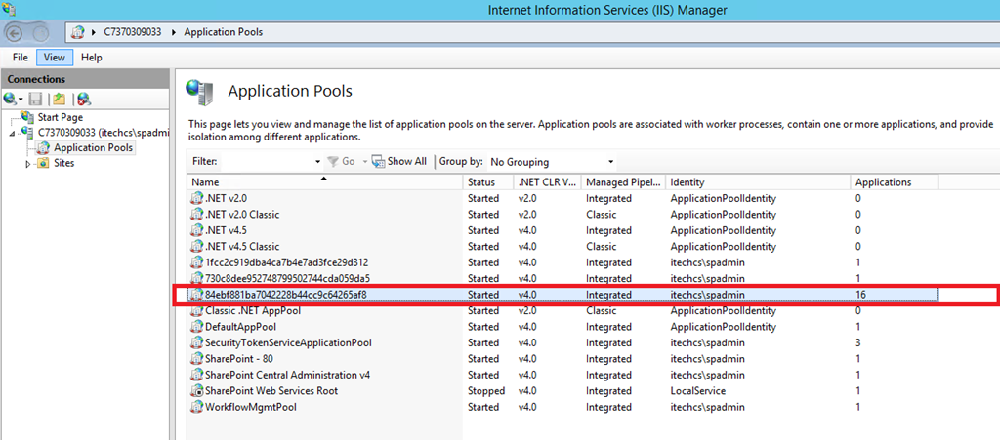 Internet Information Services (IIS) Manager
C7370309033 Application Pools
File View Help
Connections
Start Page
C7370309033 (itechcs\spadmi
Application Pools
Sites
Application Pools
This page lets you view and manage the list of application pools on the server. Application pools are associated with worker processes, contain one or more applications, and provide
isolation among different applications.
Filter: Go Show All Group by: No Grouping
Name Status .NET CLR V... Managed Pipel... Identity Applications
.NET v2.0 Started v2.0 Integrated ApplicationPoolIdentity 0
.NET v2.0 Classic Started v2.0 Classic ApplicationPoolIdentity 0
.NET v4.5 Started v4.0 Integrated ApplicationPoolIdentity 0
.NET v4.5 Classic Started v4.0 Classic ApplicationPoolIdentity 0
1fcc2c919dba4ca7b4e7ad3fce29d312 Started v4.0 Integrated itechcs\spadmin 1
730c8dee952748799502744cda059da5 Started v4.0 Integrated itechcs\spadmin 1
84ebf881ba7042228b44cc9c64265af8 Started v4.0 Integrated itechcs\spadmin 16
Classic .NET AppPool Started v2.0 Classic ApplicationPoolIdentity 0
DefaultAppPool Started v4.0 Integrated ApplicationPoolIdentity 1
SecurityTokenServiceApplicationPool Started v4.0 Integrated itechcs\spadmin 3
SharePoint - 80 Started v4.0 Integrated itechcs\spadmin 1
SharePoint Central Administration v4 Started v4.0 Integrated itechcs\spadmin 1
SharePoint Web Services Root Stopped v4.0 Integrated LocalService 1
WorkflowMgmtPool Started v4.0 Integrated itechcs\spadmin 1